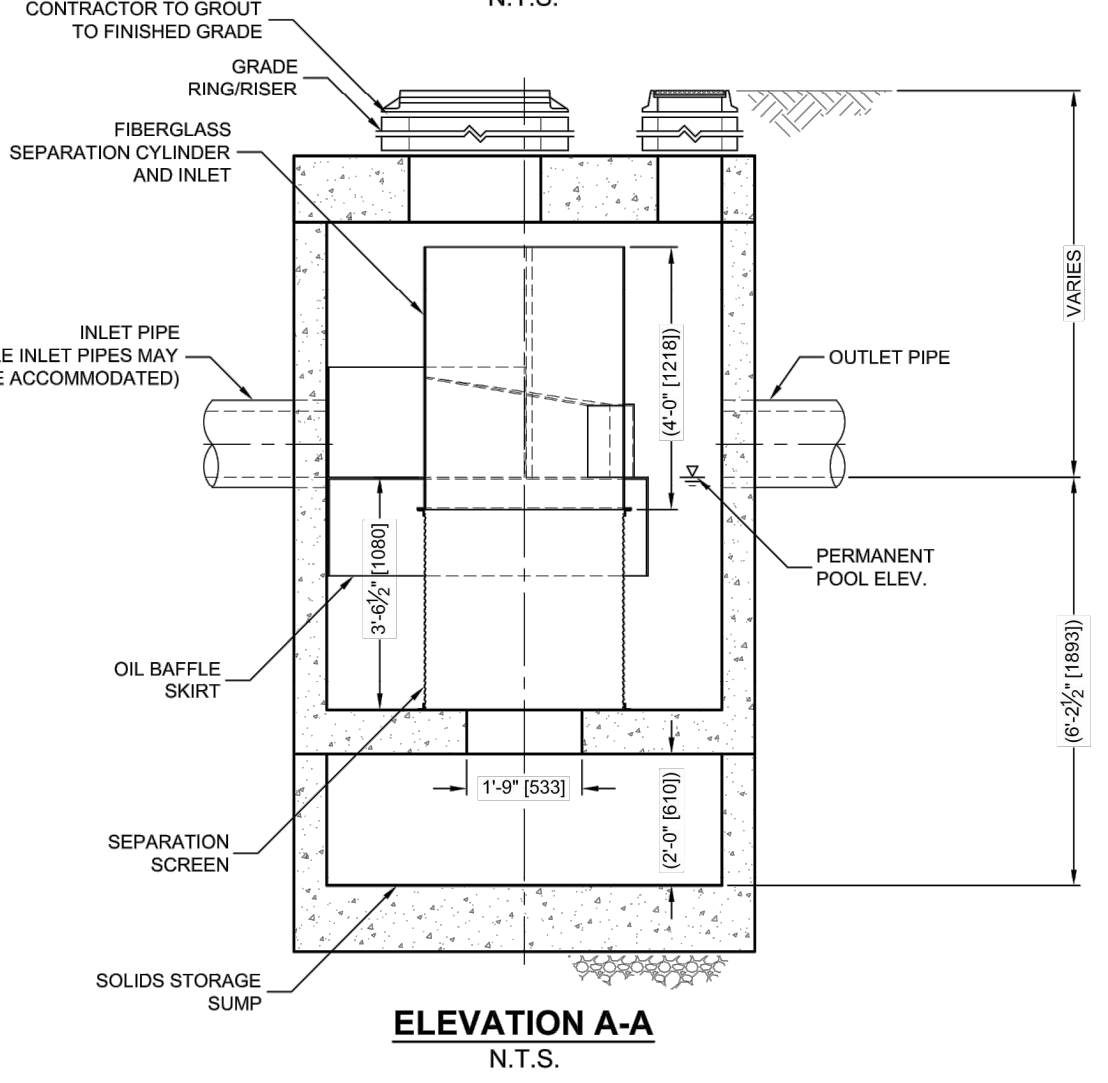 N.T.S.
CONTRACTOR TO GROUT
TO FINISHED GRADE
GRADE
RING/RISER
FIBERGLASS
SEPARATION CYLINDER
AND INLET
VARIES
INLET PIPE
INLET PIPES MAY
ACCOMMODATED)
(4'-0" [1218])
OUTLET PIPE
3'-6½" [1080]
PERMANENT
POOL ELEV.
OIL BAFFLE
SKIRT
(6'-2½" [1893])
1'-9" [533]
(2'-0" [610])
SEPARATION
SCREEN
SOLIDS STORAGE
SUMP
ELEVATION A-A
N.T.S.